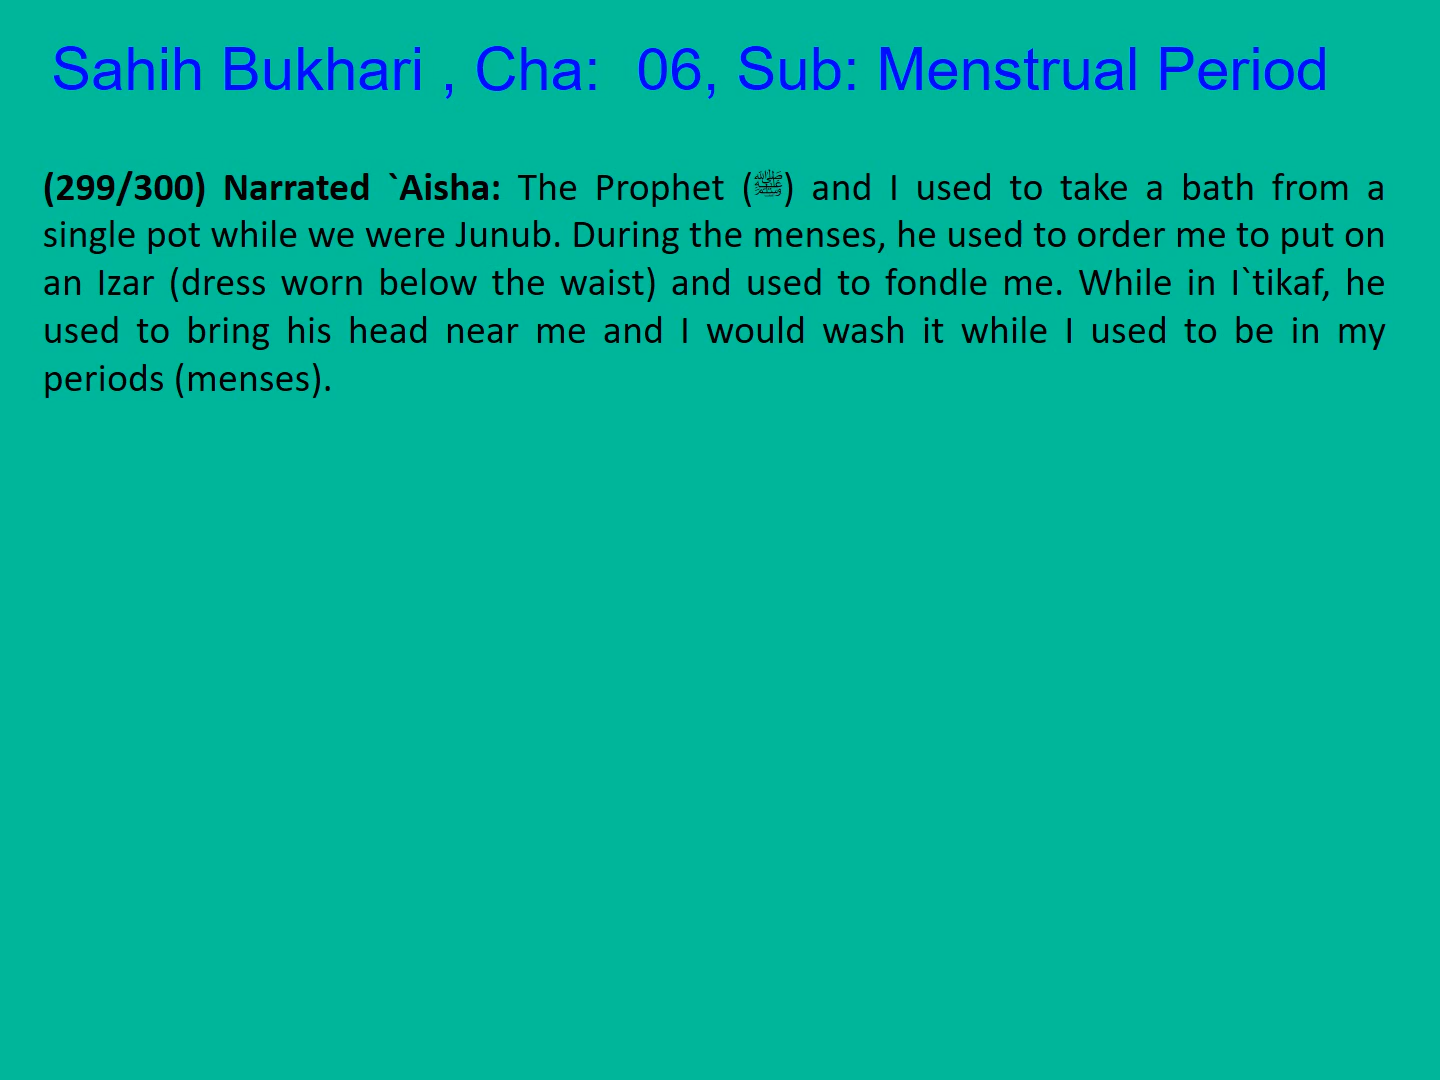 Sahih Bukhari , Cha:  06, Sub: Menstrual Period
(299/300) Narrated `Aisha: The Prophet (ﷺ) and I used to take a bath from a
single pot while we were Junub. During the menses, he used to order me to put on
an Izar (dress worn below the waist) and used to fondle me. While in I`tikaf, he
used to bring his head near me and I would wash it while I used to be in my
periods (menses).